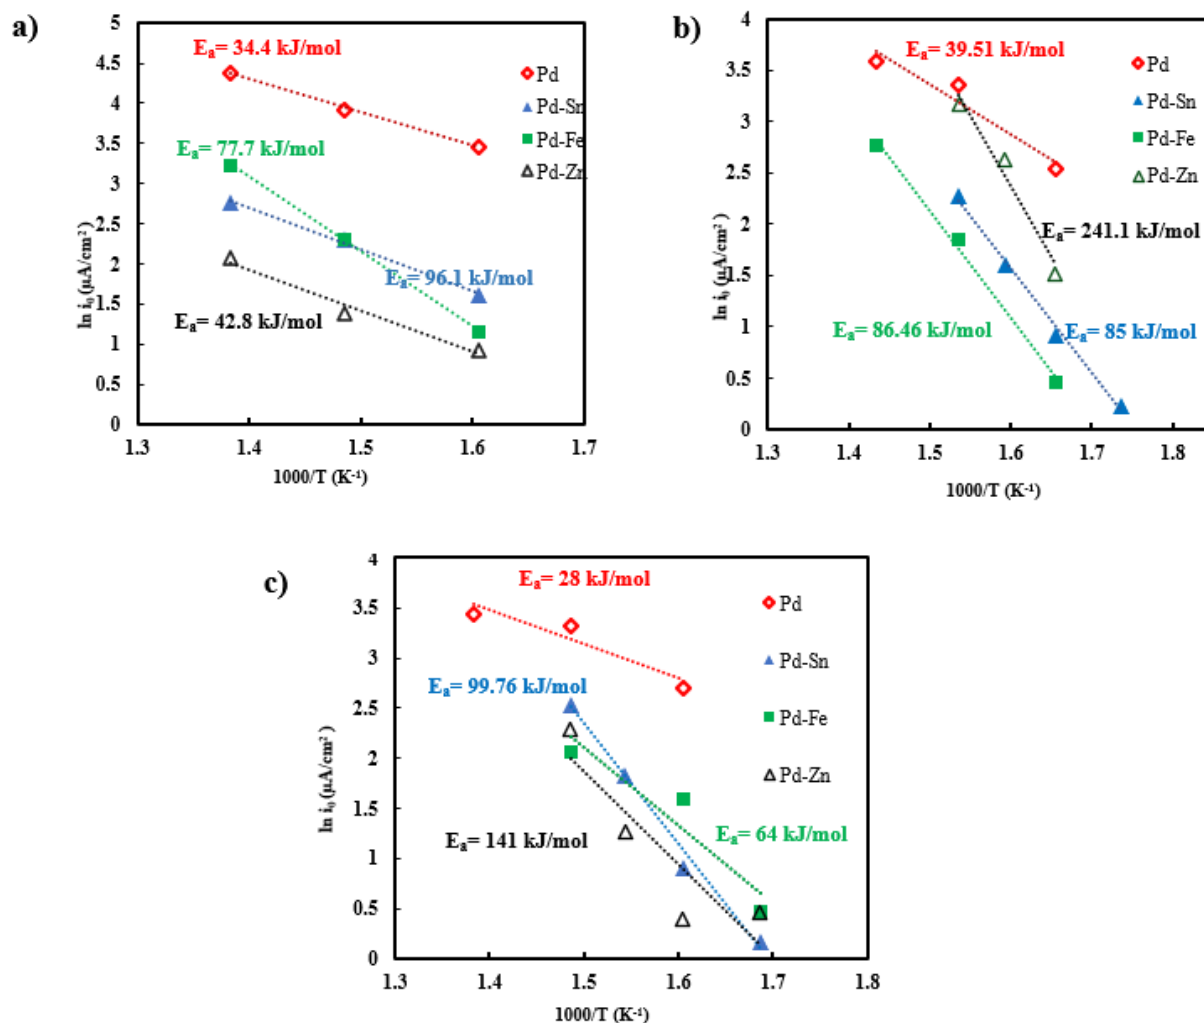 a)
5
4.5
4
3.5
3
2.5
2
1.5
1
0.5
0
ln i₀ (µA/cm²)
Eₐ= 34.4 kJ/mol
Eₐ= 77.7 kJ/mol
Eₐ= 96.1 kJ/mol
Eₐ= 42.8 kJ/mol
Pd
Pd-Sn
Pd-Fe
Pd-Zn
1.3 1.4 1.5 1.6 1.7
1000/T (K⁻¹)
b)
4
3.5
3
2.5
2
1.5
1
0.5
0
ln i₀ (µA/cm²)
Eₐ= 39.51 kJ/mol
Eₐ= 241.1 kJ/mol
Eₐ= 86.46 kJ/mol
Eₐ= 85 kJ/mol
Pd
Pd-Sn
Pd-Fe
Pd-Zn
1.3 1.4 1.5 1.6 1.7 1.8
1000/T (K⁻¹)
c)
4
3.5
3
2.5
2
1.5
1
0.5
0
ln i₀ (µA/cm²)
Eₐ= 28 kJ/mol
Eₐ= 99.76 kJ/mol
Eₐ= 141 kJ/mol
Eₐ= 64 kJ/mol
Pd
Pd-Sn
Pd-Fe
Pd-Zn
1.3 1.4 1.5 1.6 1.7 1.8
1000/T (K⁻¹)